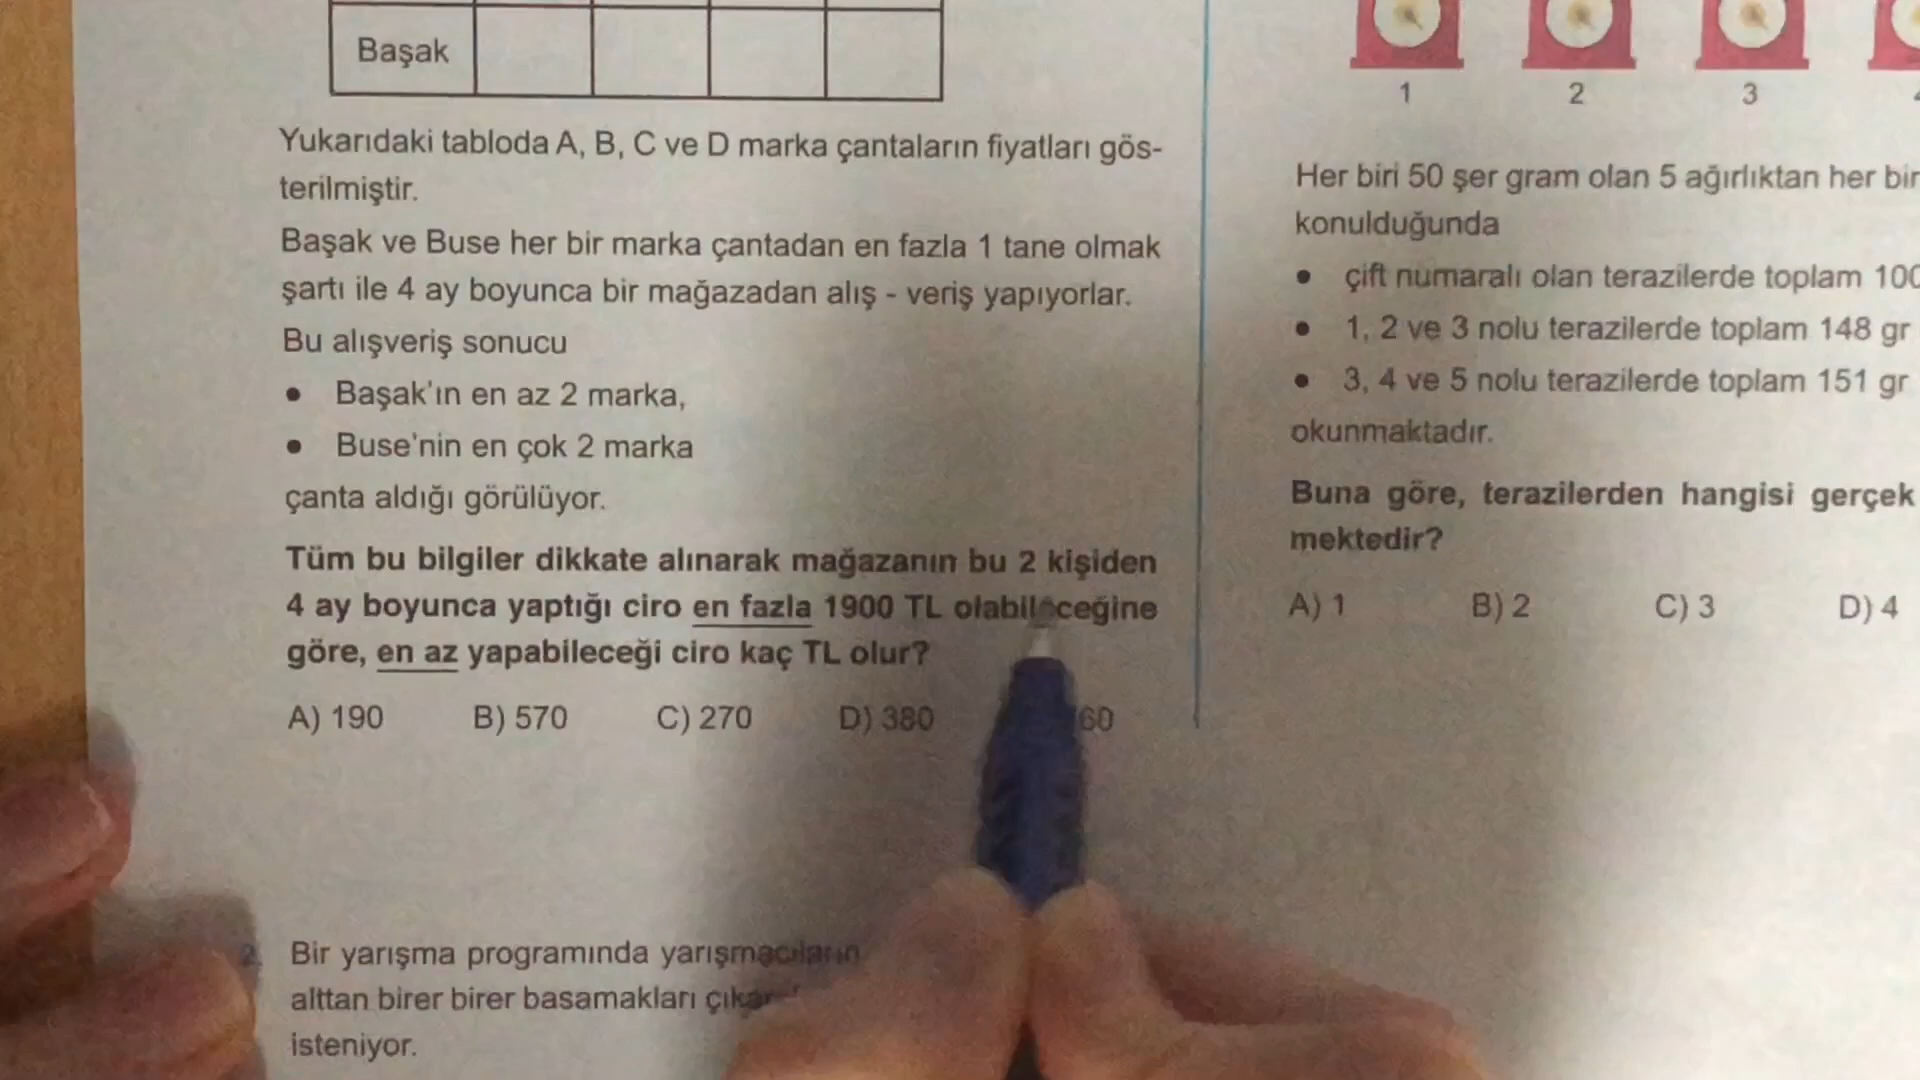 Başak
Yukarıdaki tabloda A, B, C ve D marka çantaların fiyatları gös-
terilmiştir.
Başak ve Buse her bir marka çantadan en fazla 1 tane olmak
şartı ile 4 ay boyunca bir mağazadan alış - veriş yapıyorlar.
Bu alışveriş sonucu
• Başak'ın en az 2 marka,
• Buse'nin en çok 2 marka
çanta aldığı görülüyor.
Tüm bu bilgiler dikkate alınarak mağazanın bu 2 kişiden
4 ay boyunca yaptığı ciro en fazla 1900 TL olabileceğine
göre, en az yapabileceği ciro kaç TL olur?
A) 190 B) 570 C) 270 D) 380 60
Bir yarışma programında yarışmacıların
alttan birer birer basamakları
isteniyor.
1 2 3
Her biri 50 şer gram olan 5 ağırlıktan her bir
konulduğunda
• çift numaralı olan terazilerde toplam 100
• 1, 2 ve 3 nolu terazilerde toplam 148 gr
• 3, 4 ve 5 nolu terazilerde toplam 151 gr
okunmaktadır.
Buna göre, terazilerden hangisi gerçek
mektedir?
A) 1 B) 2 C) 3 D) 4